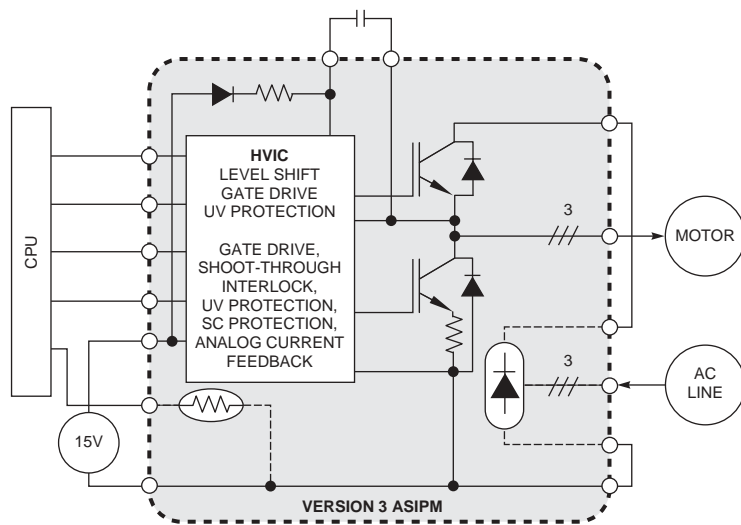 HVIC
LEVEL SHIFT
GATE DRIVE
UV PROTECTION
GATE DRIVE,
SHOOT-THROUGH
INTERLOCK,
UV PROTECTION,
SC PROTECTION,
ANALOG CURRENT
FEEDBACK
CPU
15V
3
MOTOR
3
AC
LINE
VERSION 3 ASIPM